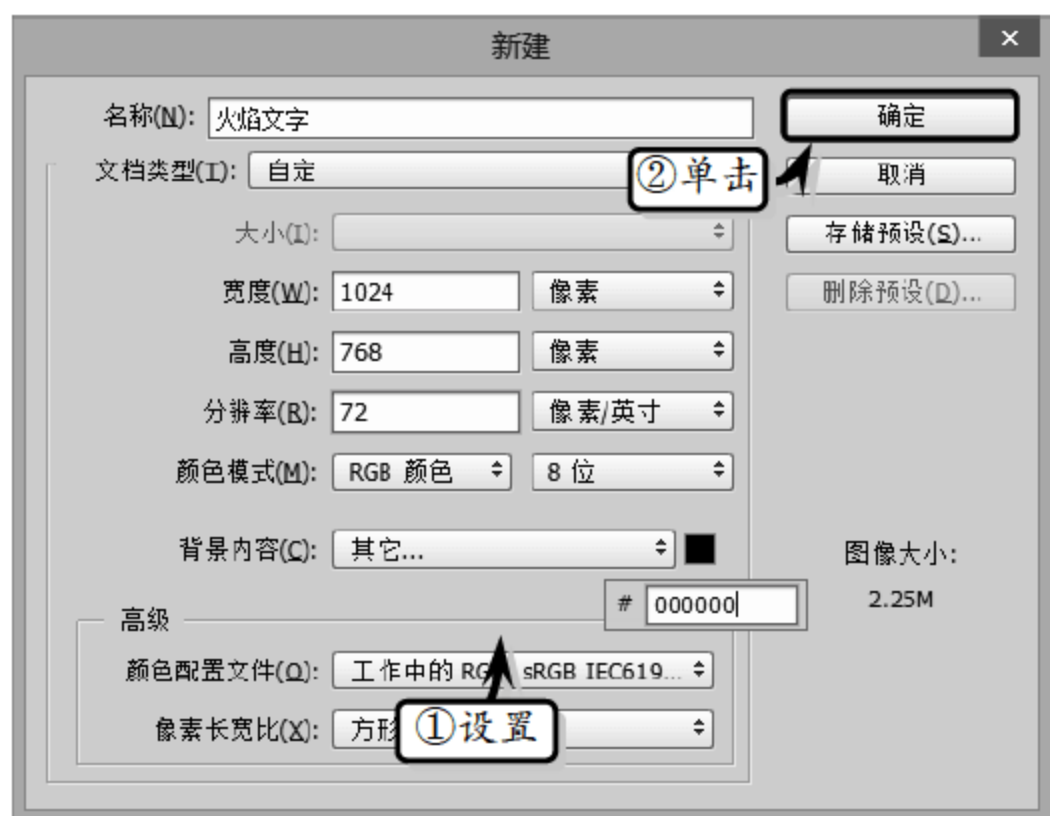 新建
名称(N): 火焰文字
确定
文档类型(T): 自定
②单击
取消
大小(I):
存储预设(S)...
宽度(W): 1024 像素
删除预设(D)...
高度(H): 768 像素
分辨率(R): 72 像素/英寸
颜色模式(M): RGB 颜色 8 位
背景内容(C): 其它...
图像大小:
# 000000
2.25M
高级
颜色配置文件(O): 工作中的 RG sRGB IEC619...
①设置
像素长宽比(X): 方形